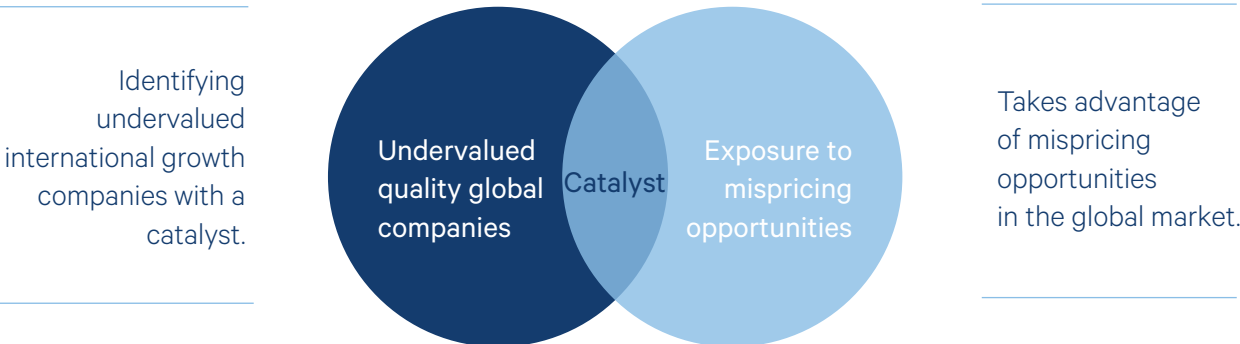 Identifying
undervalued
international growth
companies with a
catalyst.
Undervalued
quality global
companies
Catalyst
Exposure to
mispricing
opportunities
Takes advantage
of mispricing
opportunities
in the global market.